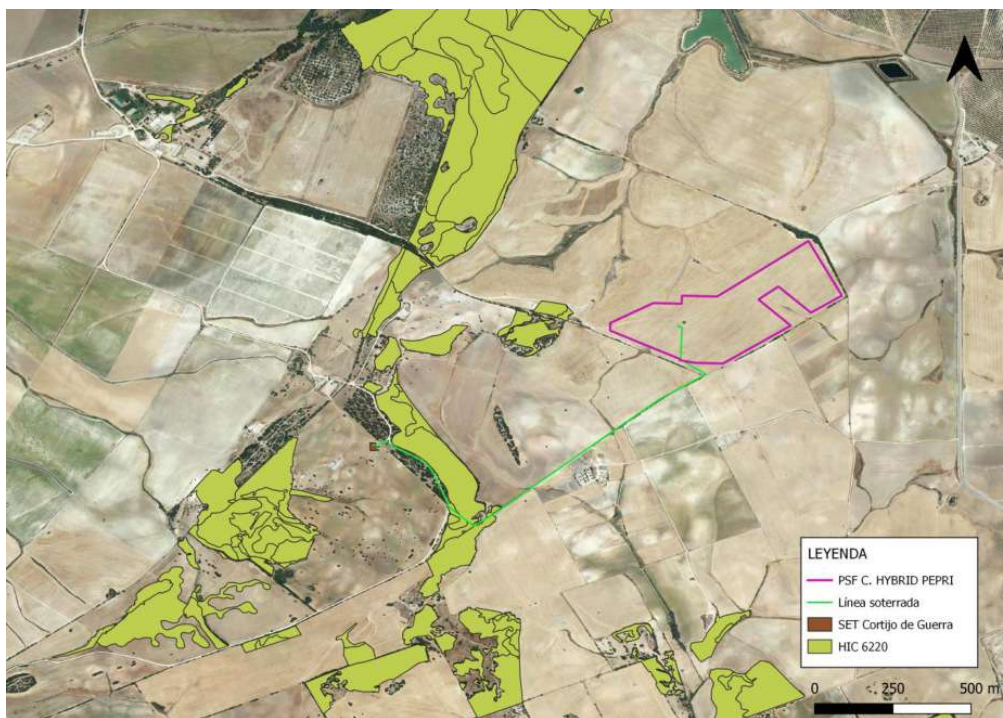 LEYENDA
PSF C. HYBRID PEPRI
Línea soterrada
SET Cortijo de Guerra
HIC 6220
0 250 500 m